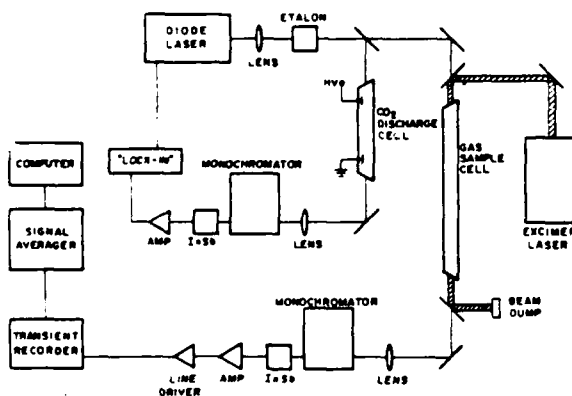 ETALON
DIODE
LASER
LENS
HV
CO2
DISCHARGE
CELL
GAS
SAMPLE
CELL
COMPUTER
"LOCK-IN"
MONOCHROMATOR
EXCIMER
LASER
SIGNAL
AVERAGER
AMP
InSb
LENS
BEAM
DUMP
MONOCHROMATOR
TRANSIENT
RECORDER
LINE
DRIVER
AMP
InSb
LENS